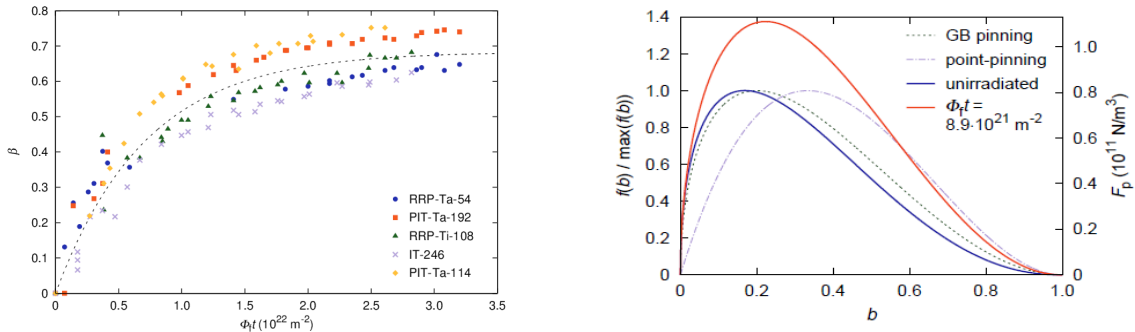 0.8
0.7
0.6
0.5
0.4
0.3
0.2
0.1
0
β
0.0
0.5
1.0
1.5
2.0
2.5
3.0
3.5
Φft (10²² m⁻²)
RRP-Ta-54
PIT-Ta-192
RRP-Ti-108
IT-246
PIT-Ta-114
1.4
1.2
1.0
0.8
0.6
0.4
0.2
0
f(b) / max(f(b))
GB pinning
point-pinning
unirradiated
Φft =
8.9·10²¹ m⁻²
1.0
0.8
0.6
0.4
0.2
0
Fp (10¹¹ N/m³)
0
0.2
0.4
0.6
0.8
1.0
b